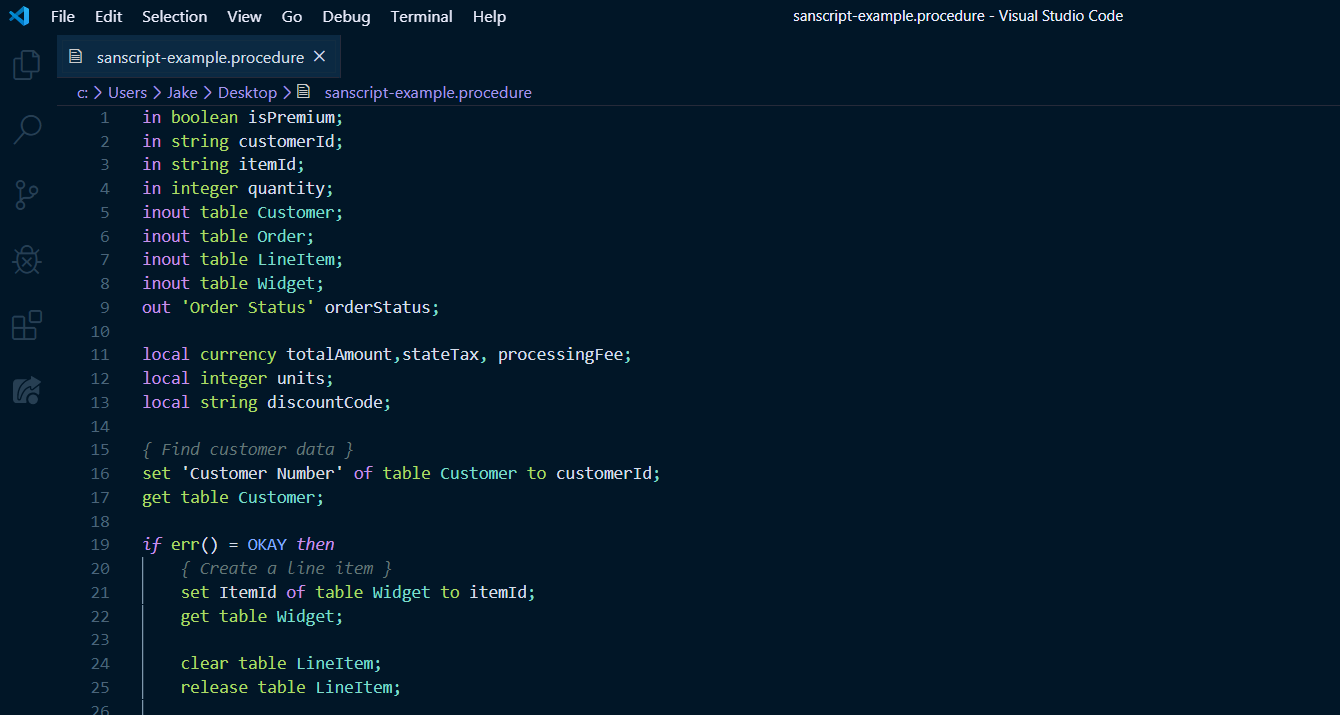 File Edit Selection View Go Debug Terminal Help sanscript-example.procedure - Visual Studio Code
sanscript-example.procedure
c: > Users > Jake > Desktop > sanscript-example.procedure
1 in boolean isPremium;
2 in string customerId;
3 in string itemId;
4 in integer quantity;
5 inout table Customer;
6 inout table Order;
7 inout table LineItem;
8 inout table Widget;
9 out 'Order Status' orderStatus;
10
11 local currency totalAmount,stateTax, processingFee;
12 local integer units;
13 local string discountCode;
14
15 { Find customer data }
16 set 'Customer Number' of table Customer to customerId;
17 get table Customer;
18
19 if err() = OKAY then
20 { Create a line item }
21 set ItemId of table Widget to itemId;
22 get table Widget;
23
24 clear table LineItem;
25 release table LineItem;
26